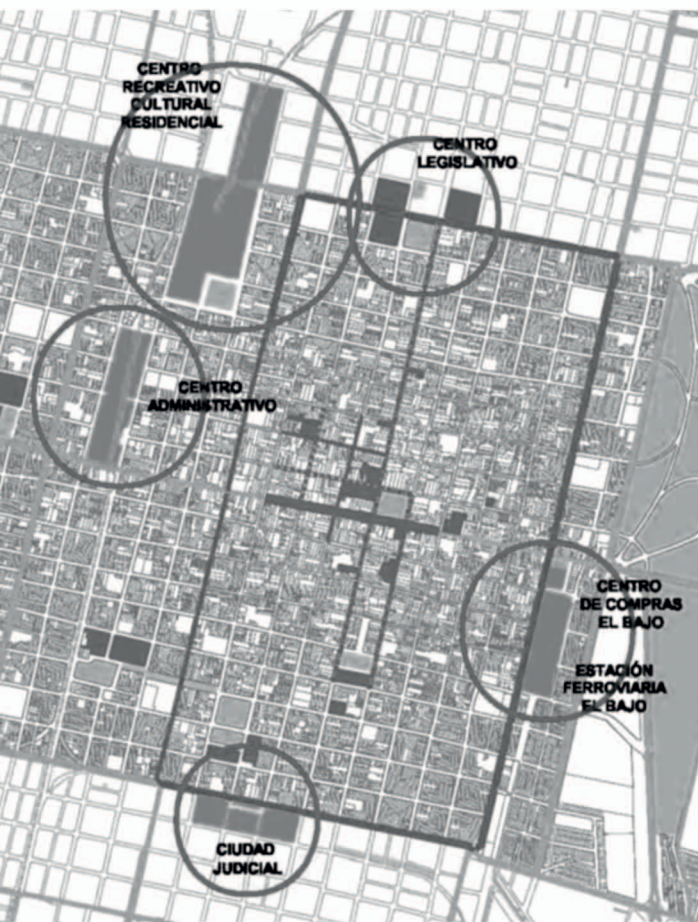 CENTRO
RECREATIVO
CULTURAL
RESIDENCIAL
CENTRO
LEGISLATIVO
CENTRO
ADMINISTRATIVO
CENTRO
DE COMPRAS
EL BAJO
ESTACIÓN
FERROVIARIA
EL BAJO
CIUDAD
JUDICIAL